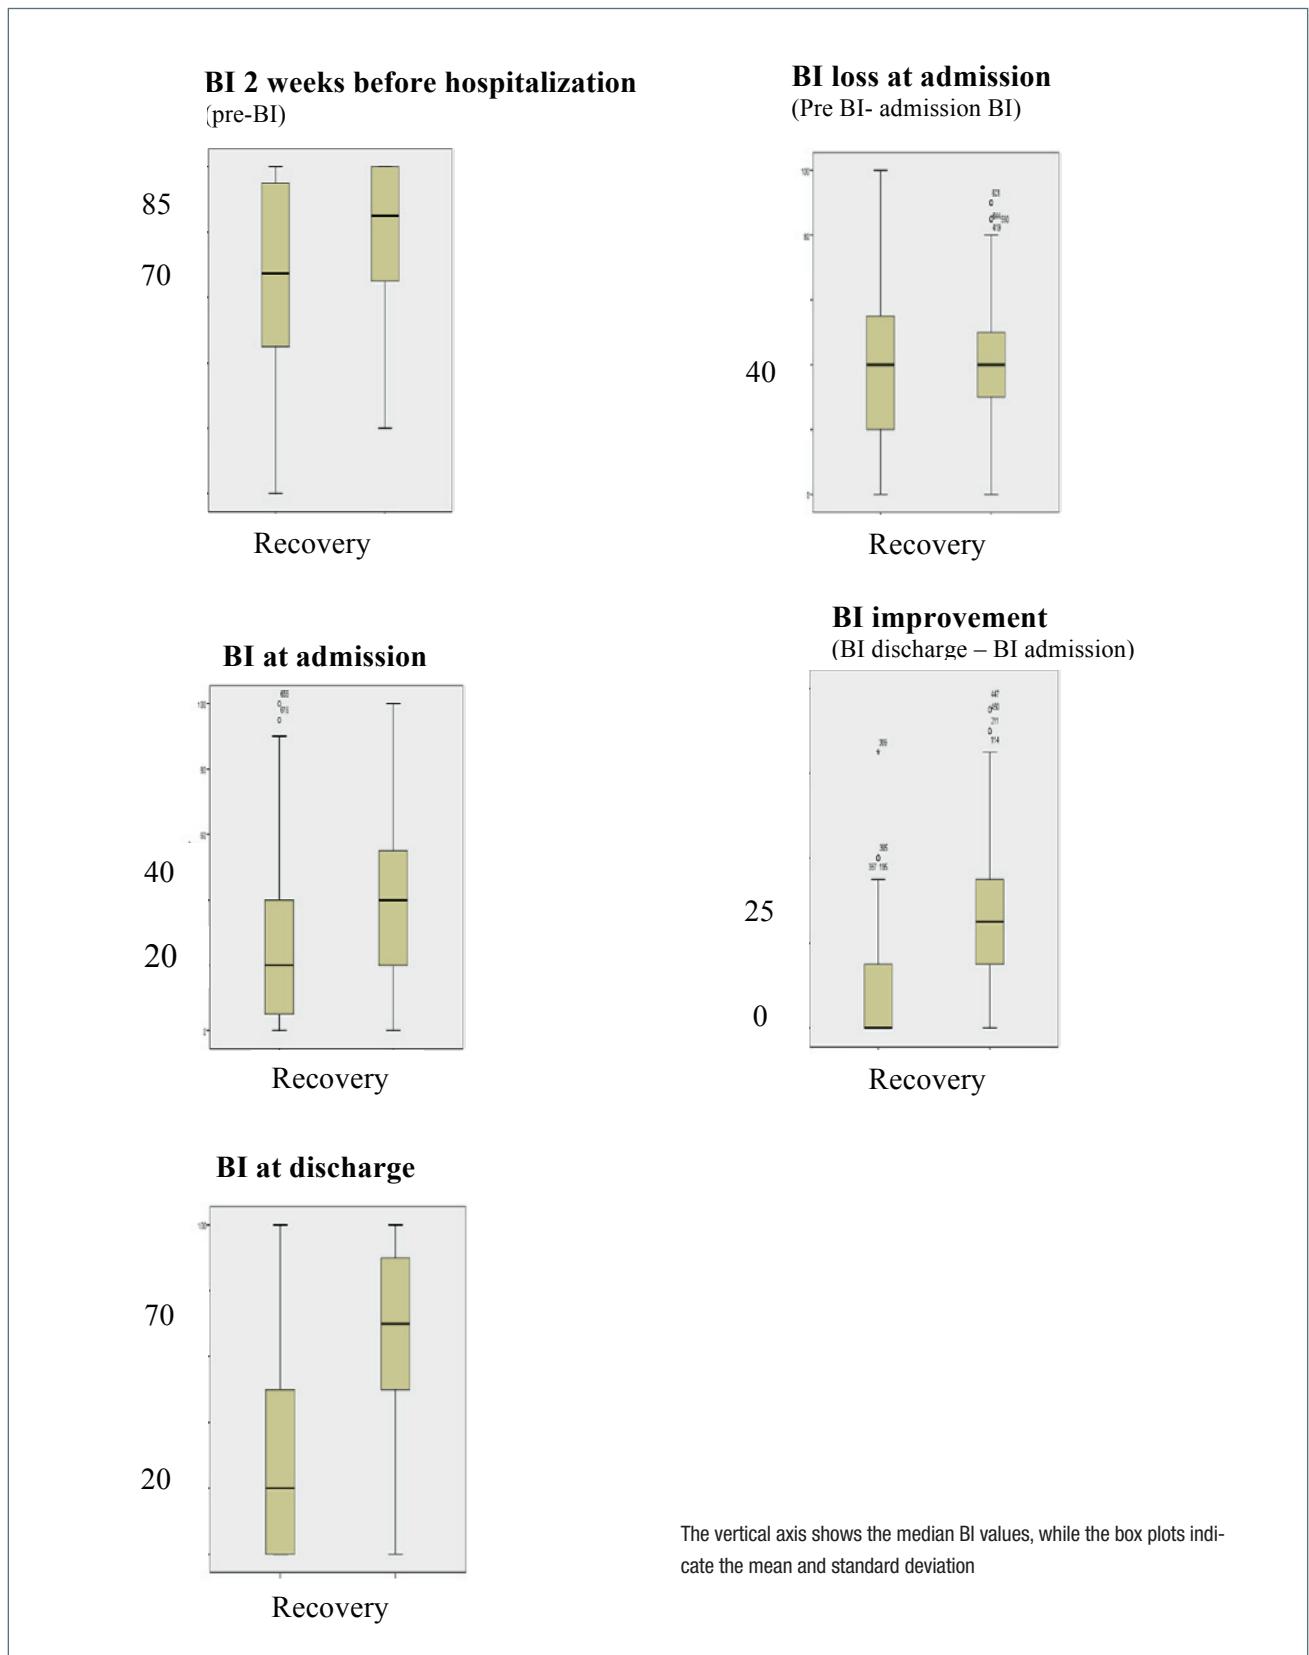 BI 2 weeks before hospitalization
(pre-BI)
85
70
Recovery
BI loss at admission
(Pre BI- admission BI)
100
40
Recovery
BI at admission
100
40
20
Recovery
BI improvement
(BI discharge – BI admission)
25
0
Recovery
BI at discharge
100
70
20
Recovery
The vertical axis shows the median BI values, while the box plots indi-
cate the mean and standard deviation